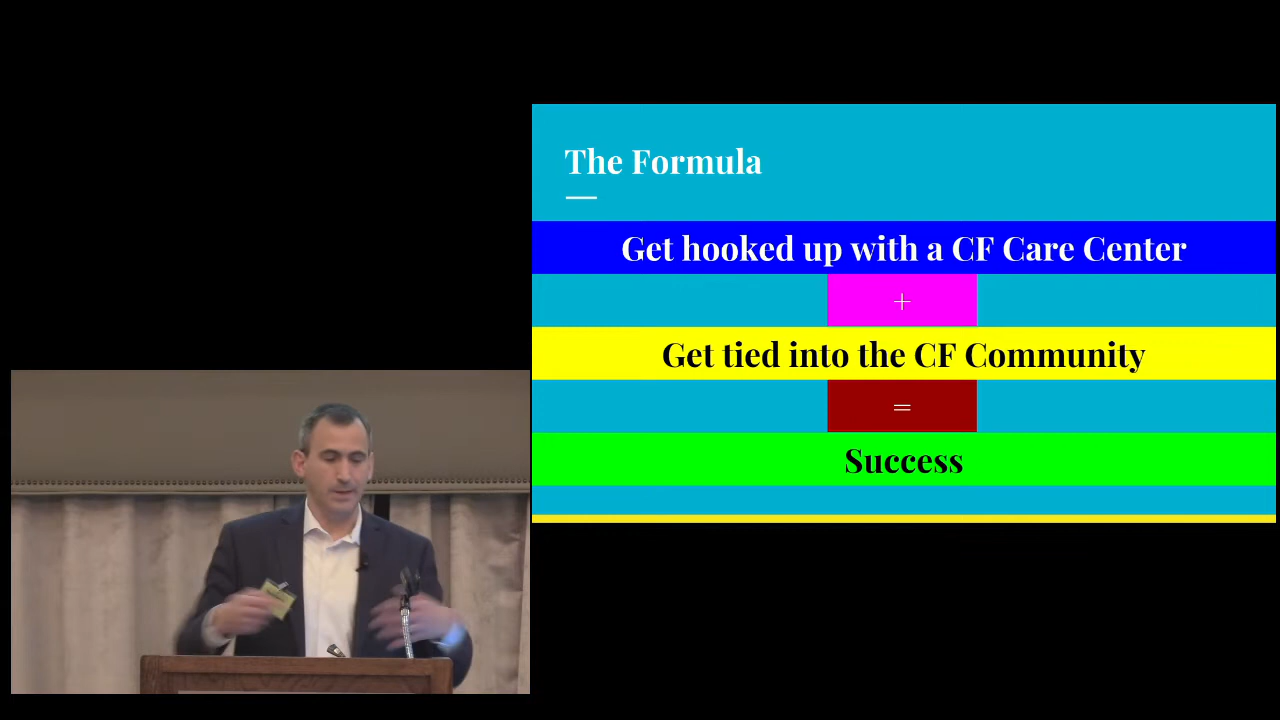 The Formula
Get hooked up with a CF Care Center
+
Get tied into the CF Community
=
Success